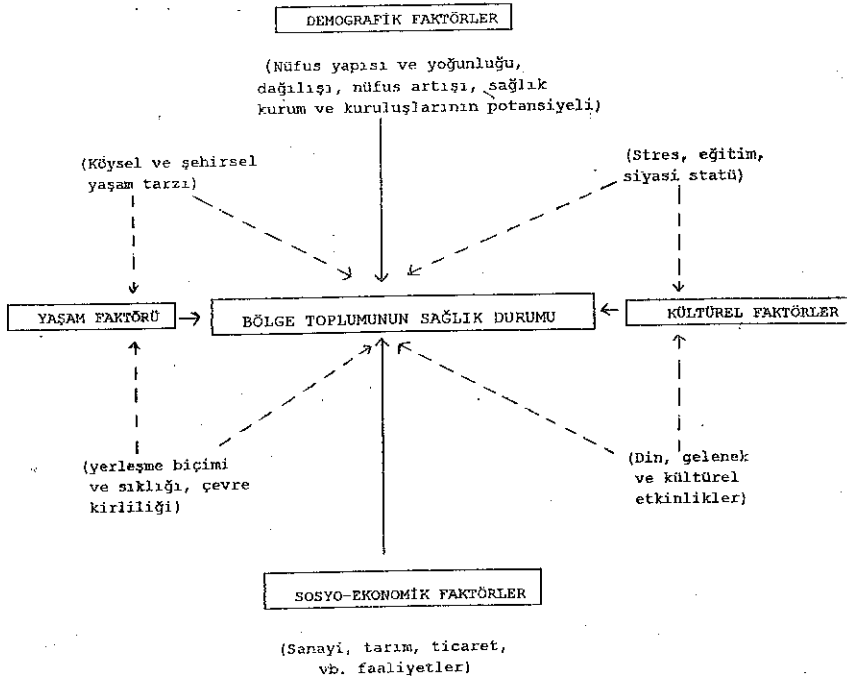 DEMOGRAFİK FAKTÖRLER
(Nüfus yapısı ve yoğunluğu,
dağılışı, nüfus artışı, sağlık
kurum ve kuruluşlarının potansiyeli)
(Köysel ve şehirsel
yaşam tarzı)
(Stres, eğitim,
siyasi statü)
YAŞAM FAKTÖRÜ
BÖLGE TOPLUMUNUN SAĞLIK DURUMU
KÜLTÜREL FAKTÖRLER
(yerleşme biçimi
ve sıklığı, çevre
kirliliği)
(Din, gelenek
ve kültürel
etkinlikler)
SOSYO-EKONOMİK FAKTÖRLER
(Sanayi, tarım, ticaret,
vb. faaliyetler)